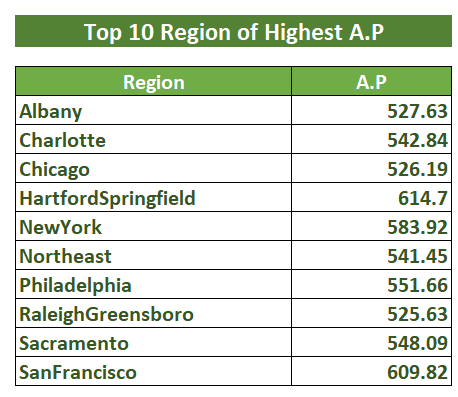 Top 10 Region of Highest A.P
Region A.P
Albany 527.63
Charlotte 542.84
Chicago 526.19
HartfordSpringfield 614.7
NewYork 583.92
Northeast 541.45
Philadelphia 551.66
RaleighGreensboro 525.63
Sacramento 548.09
SanFrancisco 609.82